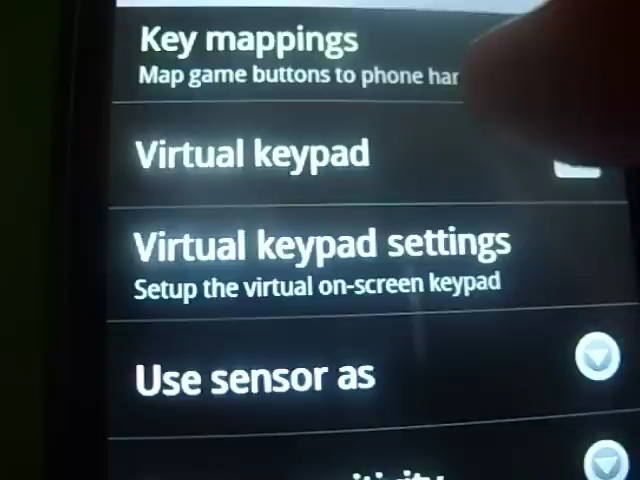 Key mappings
Map game buttons to phone
Virtual keypad
Virtual keypad settings
Setup the virtual on-screen keypad
Use sensor as